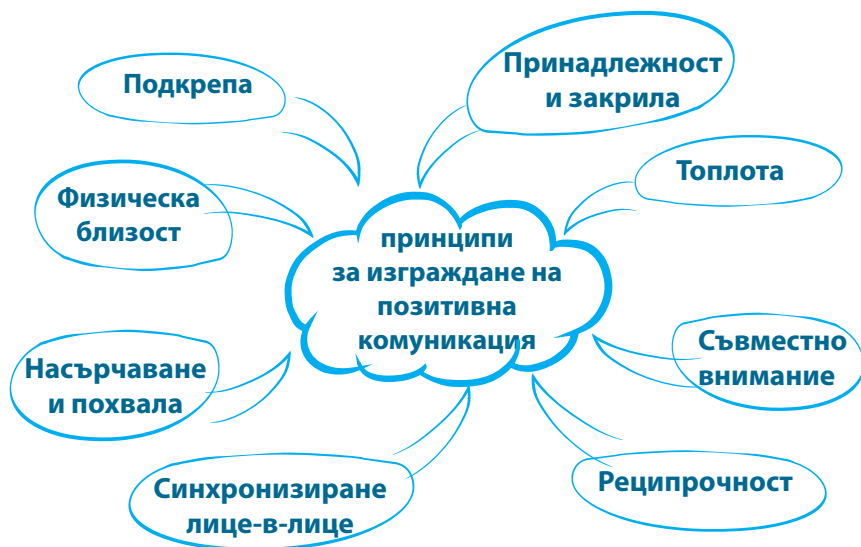 Подкрепа
Принадлежност
и закрила
Физическа
близост
Топлота
принципи
за изграждане на
позитивна
комуникация
Насърчаване
и похвала
Съвместно
внимание
Синхронизиране
лице-в-лице
Реципрочност